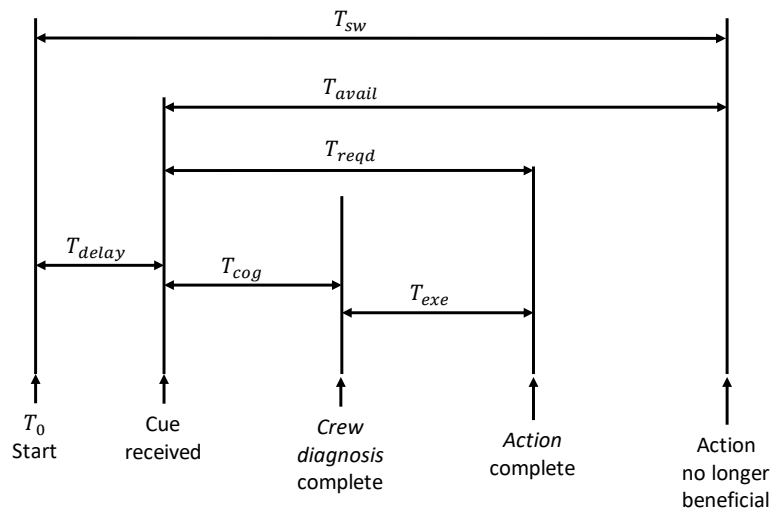 T_sw
T_avail
T_reqd
T_delay
T_cog
T_exe
T_0
Start
Cue
received
Crew
diagnosis
complete
Action
complete
Action
no longer
beneficial